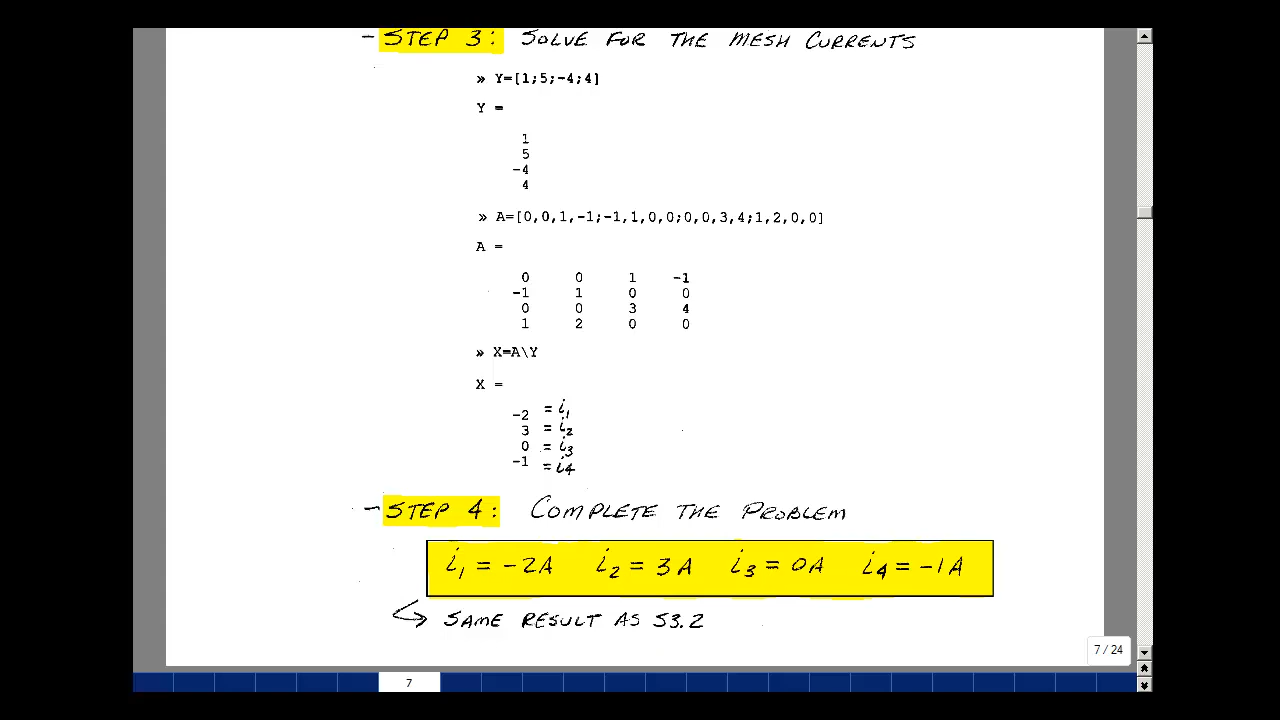 - STEP 3: SOLVE FOR THE MESH CURRENTS
» Y=[1;5;-4;4]
Y =
1
5
-4
4
» A=[0,0,1,-1;-1,1,0,0;0,0,3,4;1,2,0,0]
A =
0 0 1 -1
-1 1 0 0
0 0 3 4
1 2 0 0
» X=A\Y
X =
-2 = i1
3 = i2
0 = i3
-1 = i4
- STEP 4: COMPLETE THE PROBLEM
i1 = -2A i2 = 3A i3 = 0A i4 = -1A
↳ SAME RESULT AS S3.2
7 / 24
7